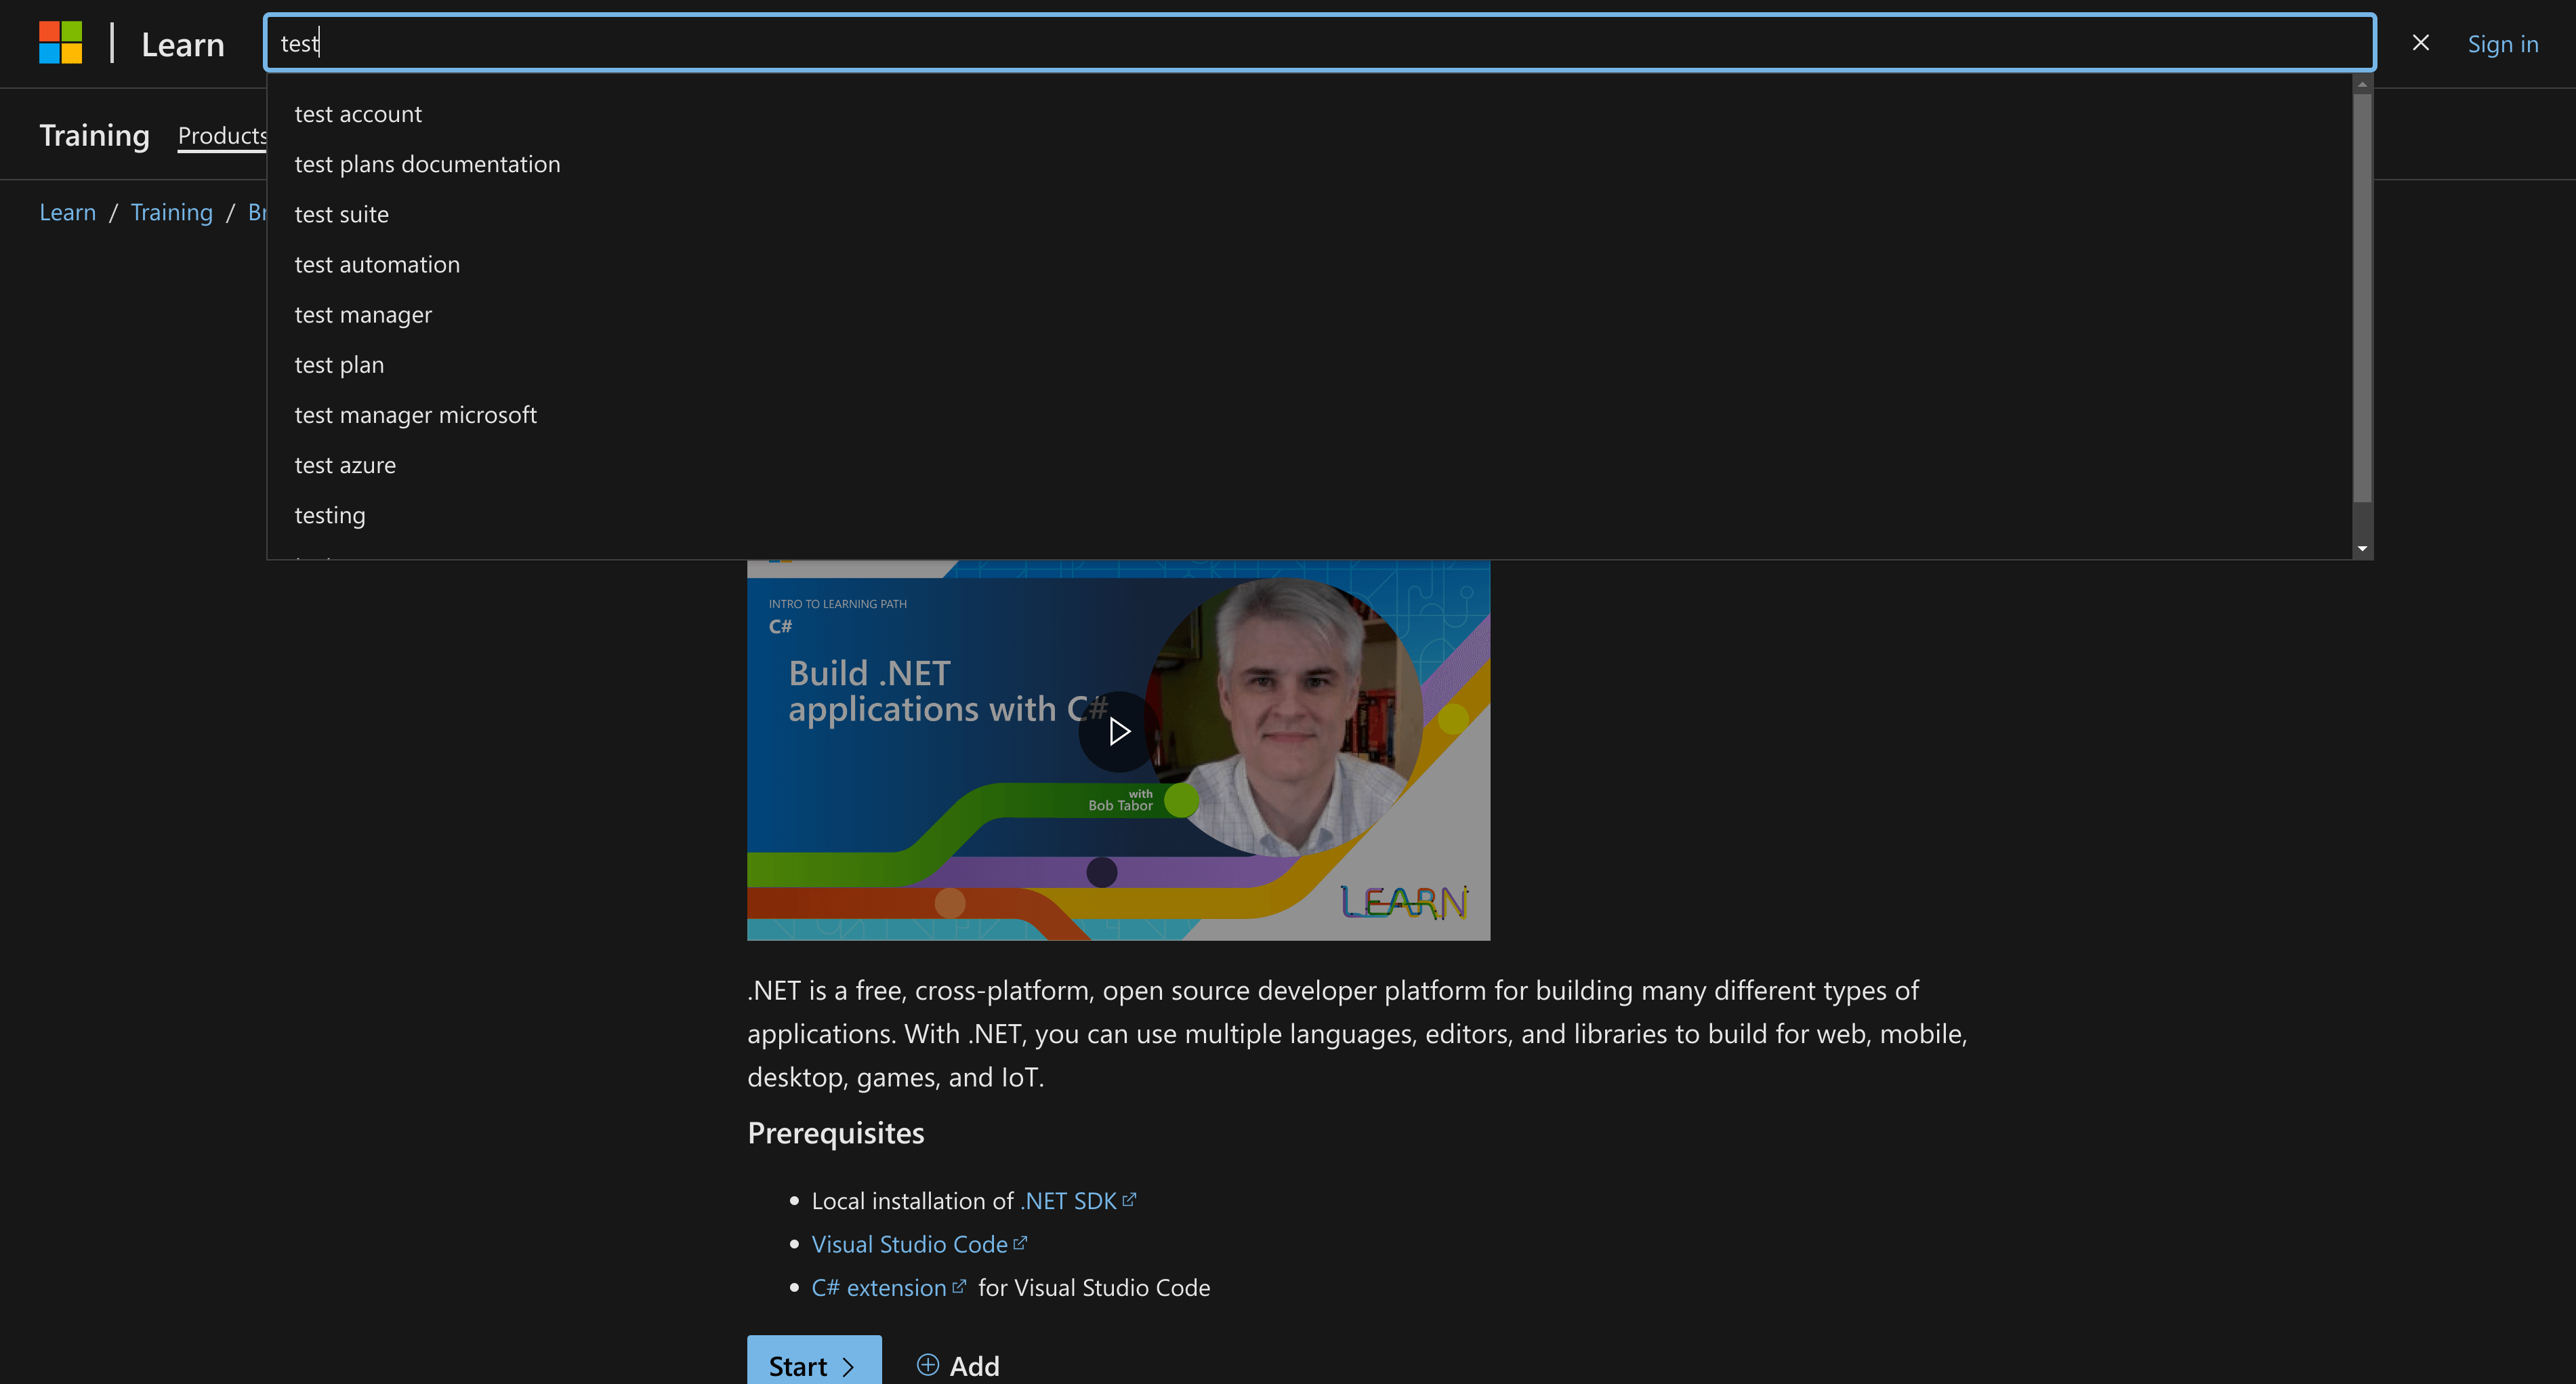 Learn
test
Sign in
test account
test plans documentation
test suite
test automation
test manager
test plan
test manager microsoft
test azure
testing
Training Products
Learn / Training /
INTRO TO LEARNING PATH
C#
Build .NET
applications with C#
with
Bob Tabor
LEARN
.NET is a free, cross-platform, open source developer platform for building many different types of
applications. With .NET, you can use multiple languages, editors, and libraries to build for web, mobile,
desktop, games, and IoT.
Prerequisites
• Local installation of .NET SDK
• Visual Studio Code
• C# extension for Visual Studio Code
Start
Add